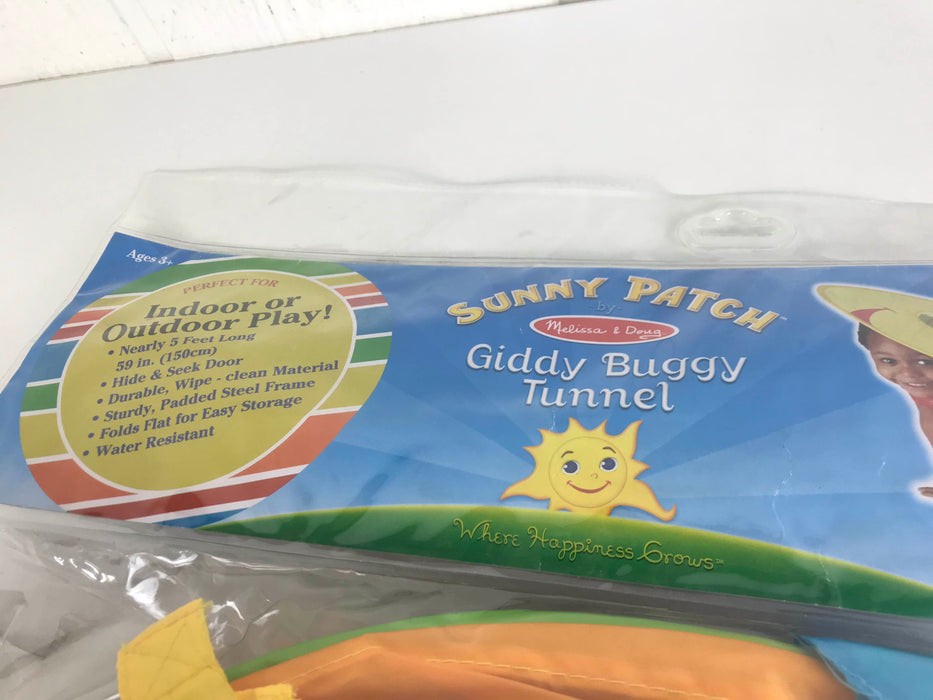 Ages 3+
PERFECT FOR
Indoor or
Outdoor Play!
• Nearly 5 Feet Long
59 in. (150cm)
• Hide & Seek Door
• Durable, Wipe - clean Material
• Sturdy, Padded Steel Frame
• Folds Flat for Easy Storage
• Water Resistant
SUNNY PATCH™
by
Melissa & Doug
Giddy Buggy
Tunnel
Where Happiness Grows™